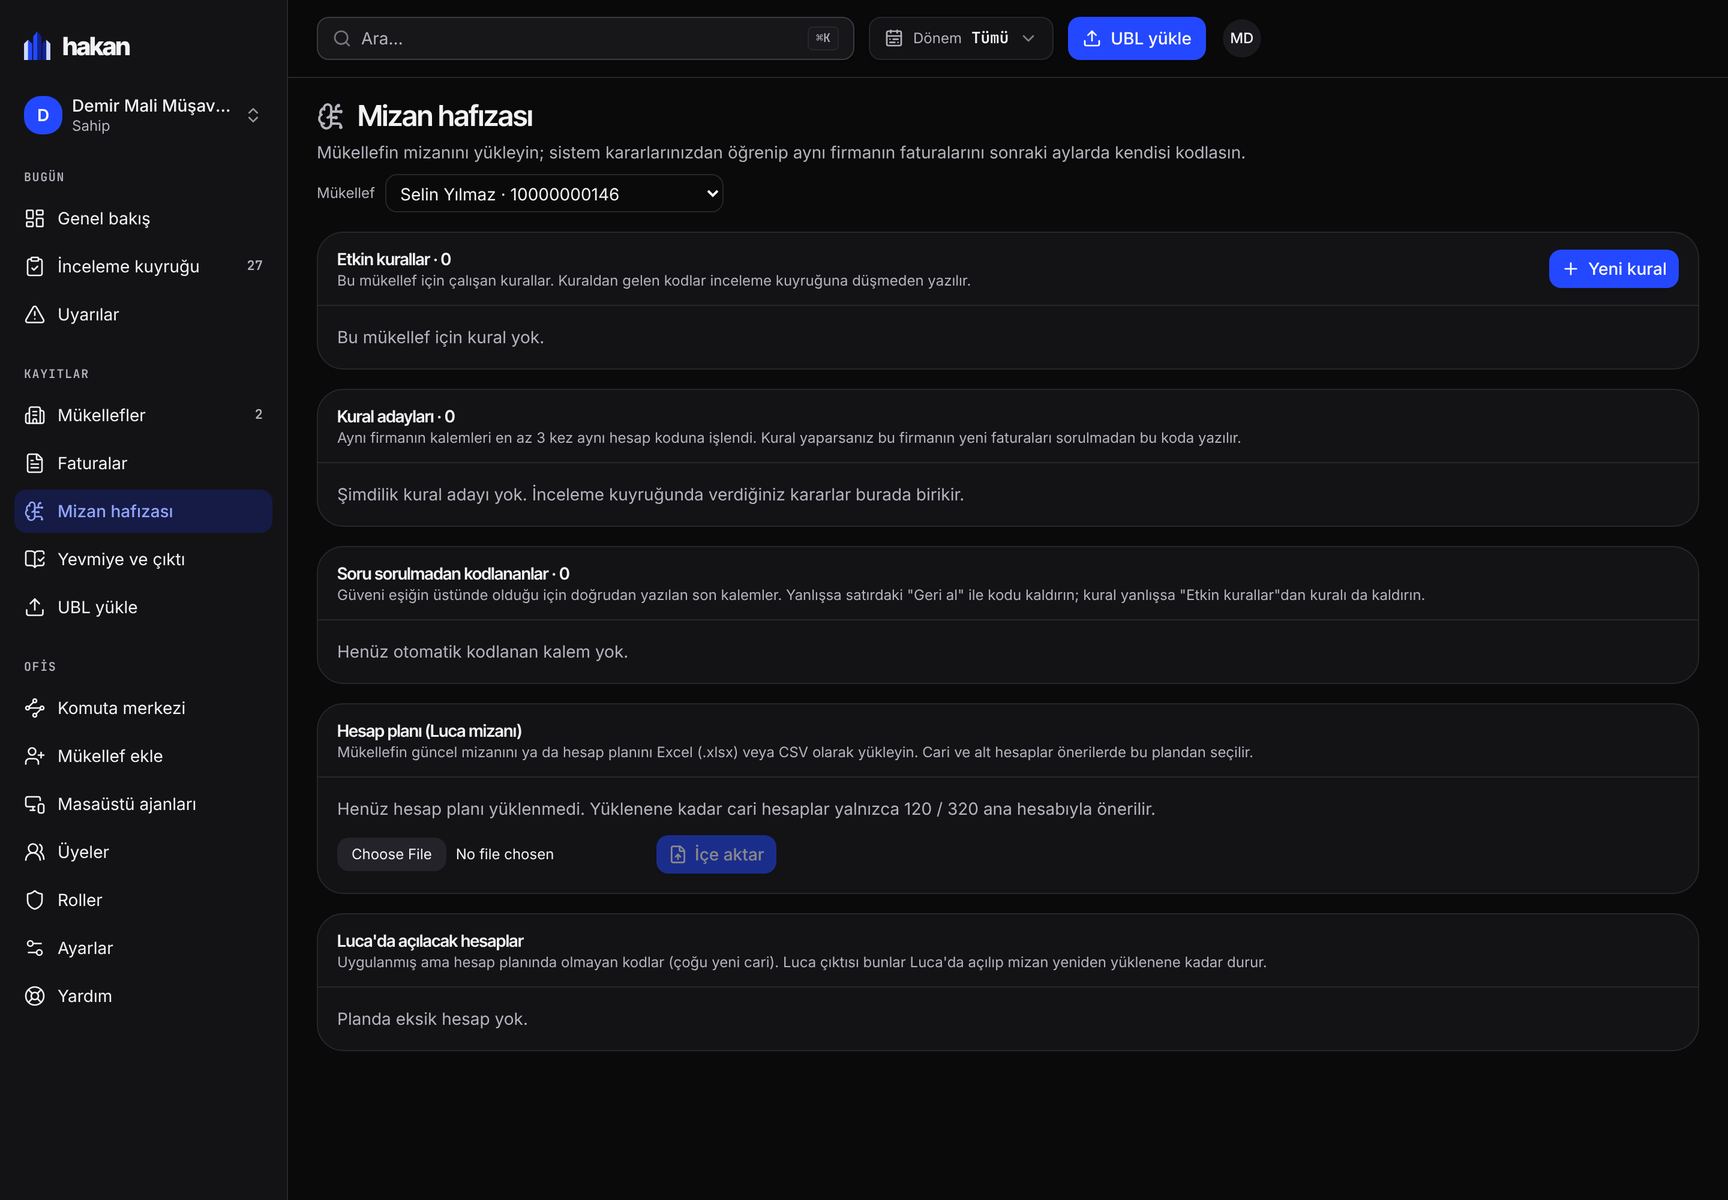 hakan
Demir Mali Müşav...
Sahip
D
BUGÜN
Genel bakış
İnceleme kuyruğu 27
Uyarılar
KAYITLAR
Mükellefler 2
Faturalar
Mizan hafızası
Yevmiye ve çıktı
UBL yükle
OFİS
Komuta merkezi
Mükellef ekle
Masaüstü ajanları
Üyeler
Roller
Ayarlar
Yardım
Ara... ⌘K
Dönem Tümü
UBL yükle
MD
Mizan hafızası
Mükellefin mizanını yükleyin; sistem kararlarınızdan öğrenip aynı firmanın faturalarını sonraki aylarda kendisi kodlasın.
Mükellef Selin Yılmaz · 10000000146
Etkin kurallar · 0
Bu mükellef için çalışan kurallar. Kuraldan gelen kodlar inceleme kuyruğuna düşmeden yazılır.
Yeni kural
Bu mükellef için kural yok.
Kural adayları · 0
Aynı firmanın kalemleri en az 3 kez aynı hesap koduna işlendi. Kural yaparsanız bu firmanın yeni faturaları sorulmadan bu koda yazılır.
Şimdilik kural adayı yok. İnceleme kuyruğunda verdiğiniz kararlar burada birikir.
Soru sorulmadan kodlananlar · 0
Güveni eşiğin üstünde olduğu için doğrudan yazılan son kalemler. Yanlışsa satırdaki "Geri al" ile kodu kaldırın; kural yanlışsa "Etkin kurallar"dan kuralı da kaldırın.
Henüz otomatik kodlanan kalem yok.
Hesap planı (Luca mizanı)
Mükellefin güncel mizanını ya da hesap planını Excel (.xlsx) veya CSV olarak yükleyin. Cari ve alt hesaplar önerilerde bu plandan seçilir.
Henüz hesap planı yüklenmedi. Yüklenene kadar cari hesaplar yalnızca 120 / 320 ana hesabıyla önerilir.
Choose File No file chosen
İçe aktar
Luca'da açılacak hesaplar
Uygulanmış ama hesap planında olmayan kodlar (çoğu yeni cari). Luca çıktısı bunlar Luca'da açılıp mizan yeniden yüklenene kadar durur.
Planda eksik hesap yok.